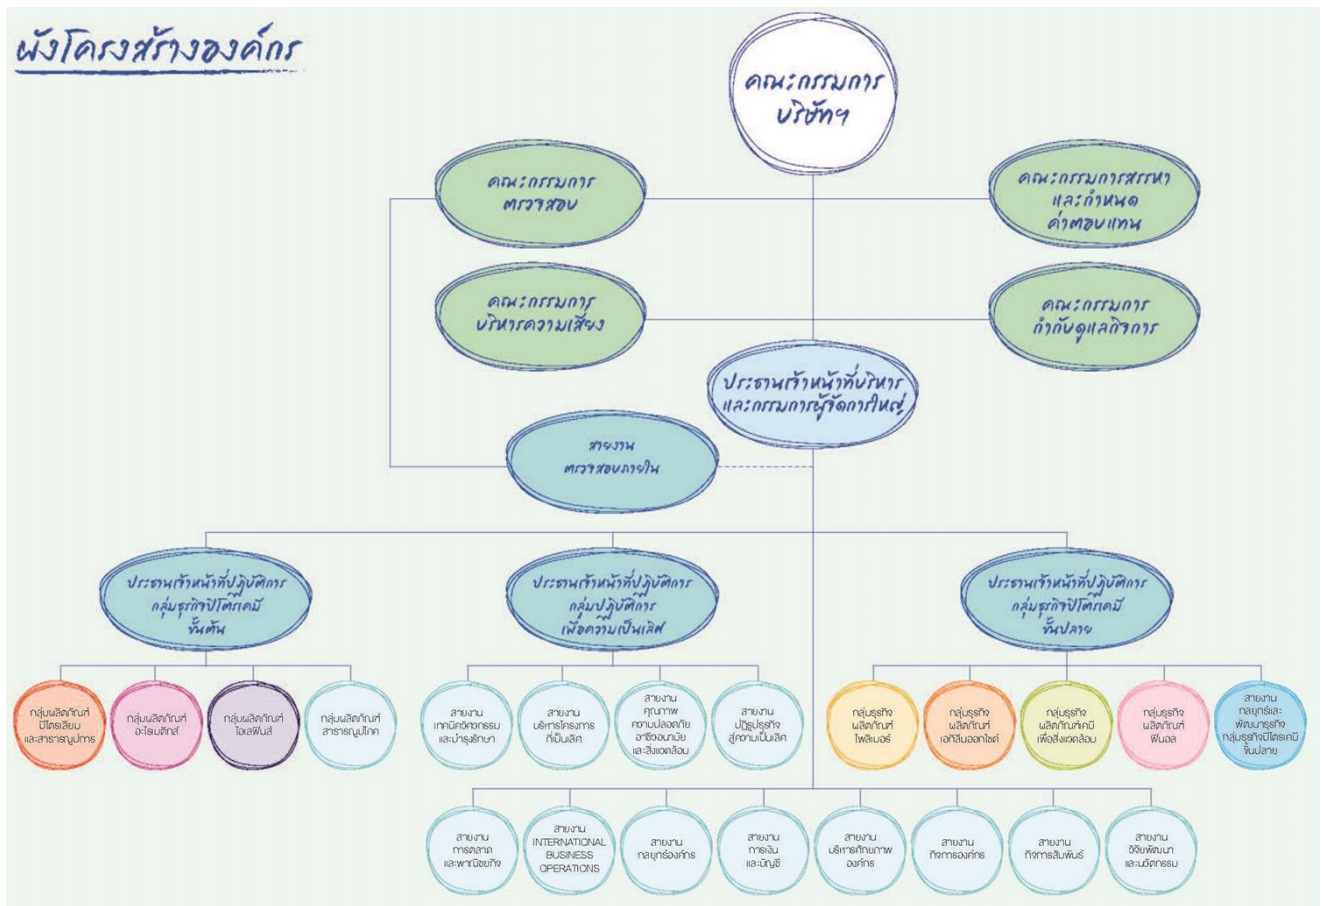 ผังโครงสร้างองค์กร
คณะกรรมการ
บริษัทฯ
คณะกรรมการ
ตรวจสอบ
คณะกรรมการสรรหา
และกำหนด
ค่าตอบแทน
คณะกรรมการ
บริหารความเสี่ยง
คณะกรรมการ
กำกับดูแลกิจการ
ประธานเจ้าหน้าที่บริหาร
และกรรมการผู้จัดการใหญ่
สายงาน
ตรวจสอบภายใน
ประธานเจ้าหน้าที่ปฏิบัติการ
กลุ่มธุรกิจปิโตรเคมี
ขั้นต้น
ประธานเจ้าหน้าที่ปฏิบัติการ
กลุ่มปฏิบัติการ
เพื่อความเป็นเลิศ
ประธานเจ้าหน้าที่ปฏิบัติการ
กลุ่มธุรกิจปิโตรเคมี
ขั้นปลาย
กลุ่มผลิตภัณฑ์
ปิโตรเลียม
และสาธารณูปการ
กลุ่มผลิตภัณฑ์
อะโรเมติกส์
กลุ่มผลิตภัณฑ์
โอเลฟินส์
กลุ่มผลิตภัณฑ์
สาธารณูปโภค
สายงาน
เทคนิควิศวกรรม
และบำรุงรักษา
สายงาน
บริหารโครงการ
ที่เป็นเลิศ
สายงาน
คุณภาพ
ความปลอดภัย
อาชีวอนามัย
และสิ่งแวดล้อม
สายงาน
ปฏิรูปธุรกิจ
สู่ความเป็นเลิศ
กลุ่มธุรกิจ
ผลิตภัณฑ์
โพลิเมอร์
กลุ่มธุรกิจ
ผลิตภัณฑ์
เอทิลีนออกไซด์
กลุ่มธุรกิจ
ผลิตภัณฑ์เคมี
เพื่อสิ่งแวดล้อม
กลุ่มธุรกิจ
ผลิตภัณฑ์
ฟีนอล
สายงาน
กลยุทธ์และ
พัฒนาธุรกิจ
กลุ่มธุรกิจปิโตรเคมี
ขั้นปลาย
สายงาน
การตลาด
และพาณิชยกิจ
สายงาน
INTERNATIONAL
BUSINESS
OPERATIONS
สายงาน
กลยุทธ์องค์กร
สายงาน
การเงิน
และบัญชี
สายงาน
บริหารศักยภาพ
องค์กร
สายงาน
กิจการองค์กร
สายงาน
กิจการสัมพันธ์
สายงาน
วิจัยพัฒนา
และนวัตกรรม